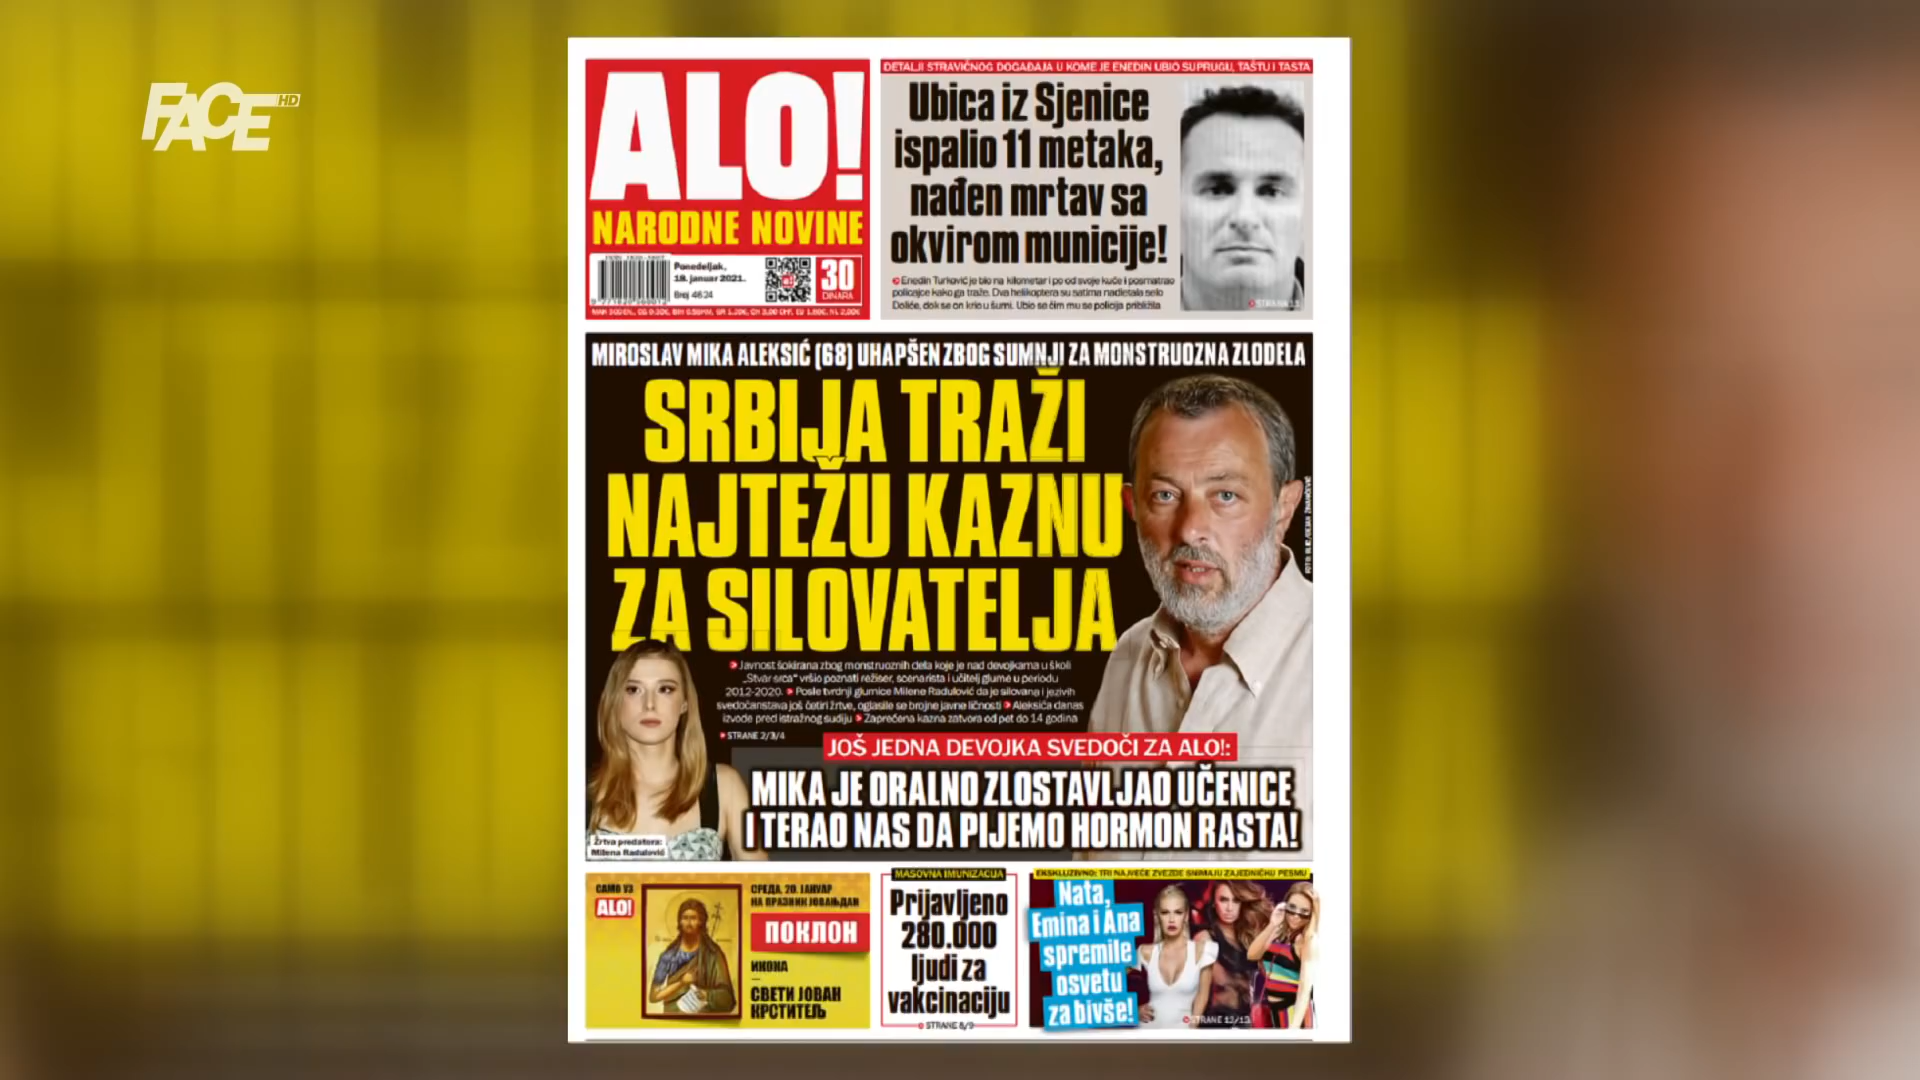 FACE HD
ALO!
NARODNE NOVINE
Ponedeljak,
18. januar 2021.
Broj 4624
30
DINARA
DETALJI STRAVIČNOG DOGAĐAJA U KOME JE ENEDIN UBIO SUPRUGU, TAŠTU I TASTA
Ubica iz Sjenice
ispalio 11 metaka,
nađen mrtav sa
okvirom municije!
Enedin Turković je bio na kilometar i po od svoje kuće i posmatrao
policajce kako ga traže. Dva helikoptera su satima nadletala selo
Doliće, dok se on krio u šumi. Ubio se čim mu se policija približila
STRANA 11
MIROSLAV MIKA ALEKSIĆ (68) UHAPŠEN ZBOG SUMNJI ZA MONSTRUOZNA ZLODELA
SRBIJA TRAŽI
NAJTEŽU KAZNU
ZA SILOVATELJA
Javnost šokirana zbog monstruoznih dela koje je nad devojkama u školi
„Stvar srca“ vršio poznati režiser, scenarista i učitelj glume u periodu
2012-2020. Posle tvrdnji glumice Milene Radulović da je silovana i jezivih
svedočanstava još četiri žrtve, oglasile se brojne javne ličnosti Aleksića danas
izvode pred istražnog sudiju Zaprećena kazna zatvora od pet do 14 godina
STRANE 2/3/4
JOŠ JEDNA DEVOJKA SVEDOČI ZA ALO!:
MIKA JE ORALNO ZLOSTAVLJAO UČENICE
I TERAO NAS DA PIJEMO HORMON RASTA!
Žrtva predatora:
Milena Radulović
САМО УЗ
ALO!
СРЕДА, 20. ЈАНУАР
НА ПРАЗНИК ЈОВАЊДАН
ПОКЛОН
ИКОНА
СВЕТИ ЈОВАН
КРСТИТЕЉ
MASOVNA IMUNIZACIJA
Prijavljeno
280.000
ljudi za
vakcinaciju
STRANE 8/9
EKSKLUZIVNO: TRI NAJVEĆE ZVEZDE SNIMAJU ZAJEDNIČKU PESMU
Nata,
Emina i Ana
spremile
osvetu
za bivše!
STRANE 12/13